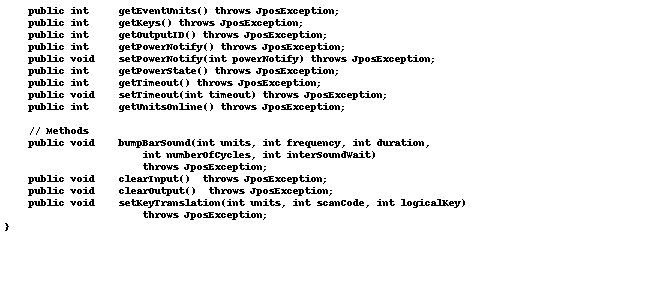 public int     getEventUnits() throws JposException;
public int     getKeys() throws JposException;
public int     getOutputID() throws JposException;
public int     getPowerNotify() throws JposException;
public void    setPowerNotify(int powerNotify) throws JposException;
public int     getPowerState() throws JposException;
public int     getTimeout() throws JposException;
public void    setTimeout(int timeout) throws JposException;
public int     getUnitsOnline() throws JposException;
// Methods
public void    bumpBarSound(int units, int frequency, int duration,
int numberOfCycles, int interSoundWait)
throws JposException;
public void    clearInput()  throws JposException;
public void    clearOutput()  throws JposException;
public void    setKeyTranslation(int units, int scanCode, int logicalKey)
throws JposException;
}